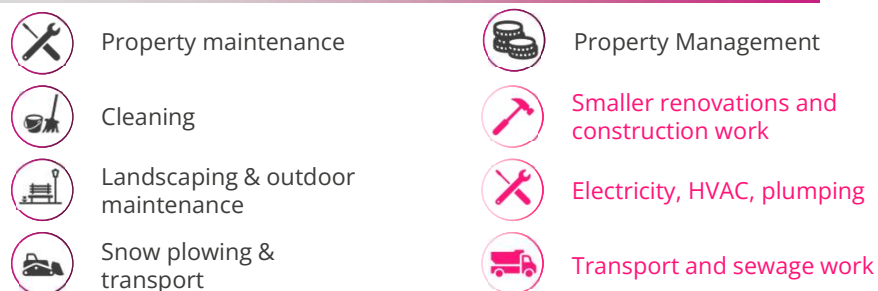 Property maintenance
Cleaning
Landscaping & outdoor
maintenance
Snow plowing &
transport
Property Management
Smaller renovations and
construction work
Electricity, HVAC, plumping
Transport and sewage work